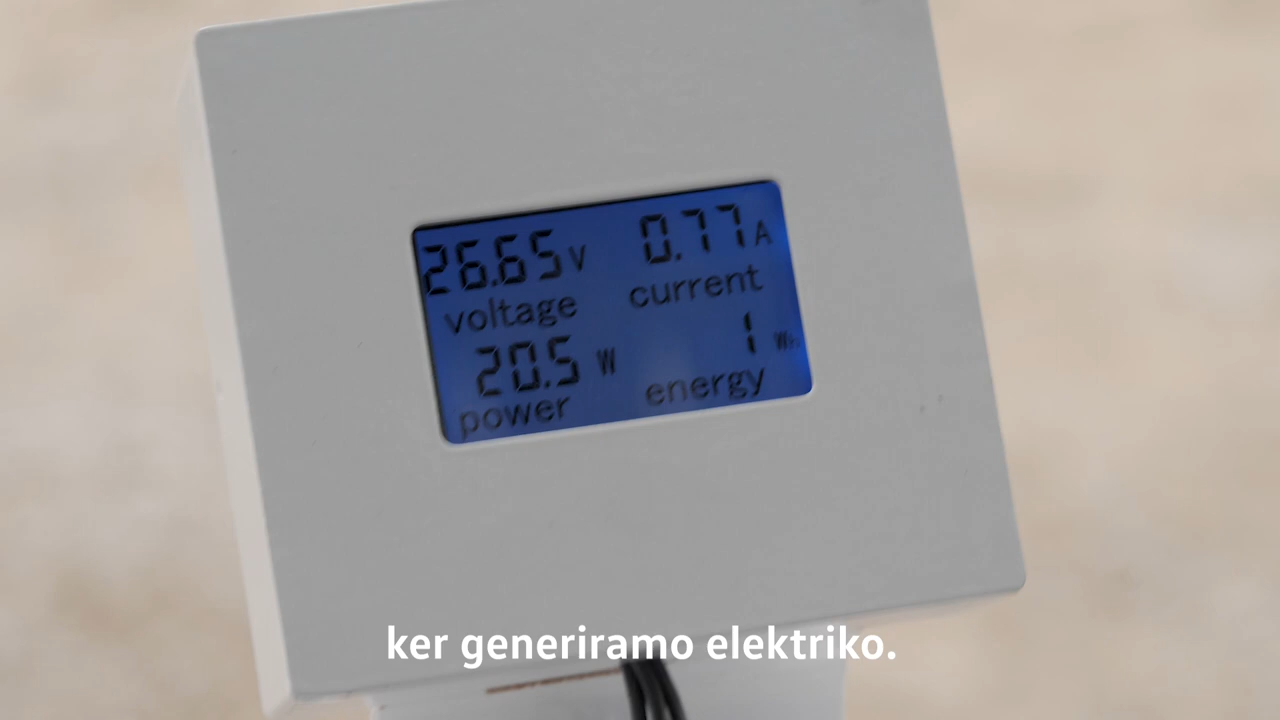 26.65 V 0.77 A
voltage current
20.5 W 1 Wh
power energy
ker generiramo elektriko.